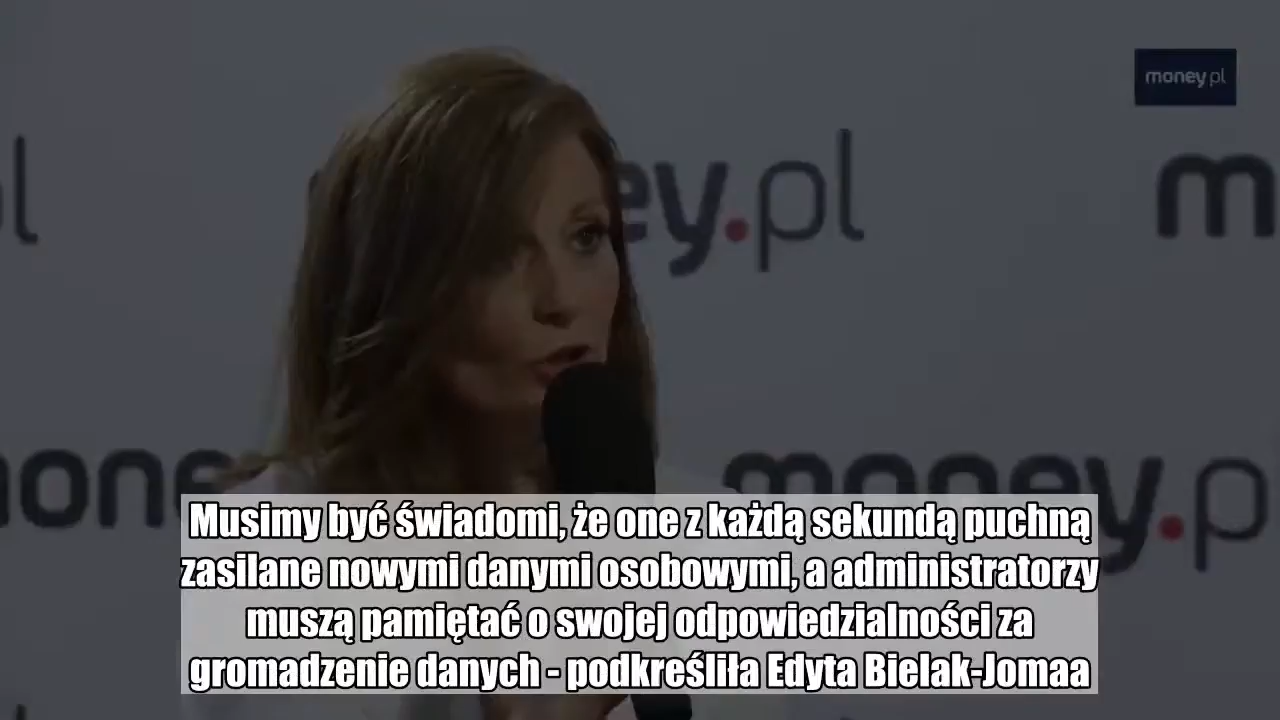 money.pl
l
ey.pl
m
mone
money.p
Musimy być świadomi, że one z każdą sekundą puchną
zasilane nowymi danymi osobowymi, a administratorzy
muszą pamiętać o swojej odpowiedzialności za
gromadzenie danych - podkreśliła Edyta Bielak-Jomaa